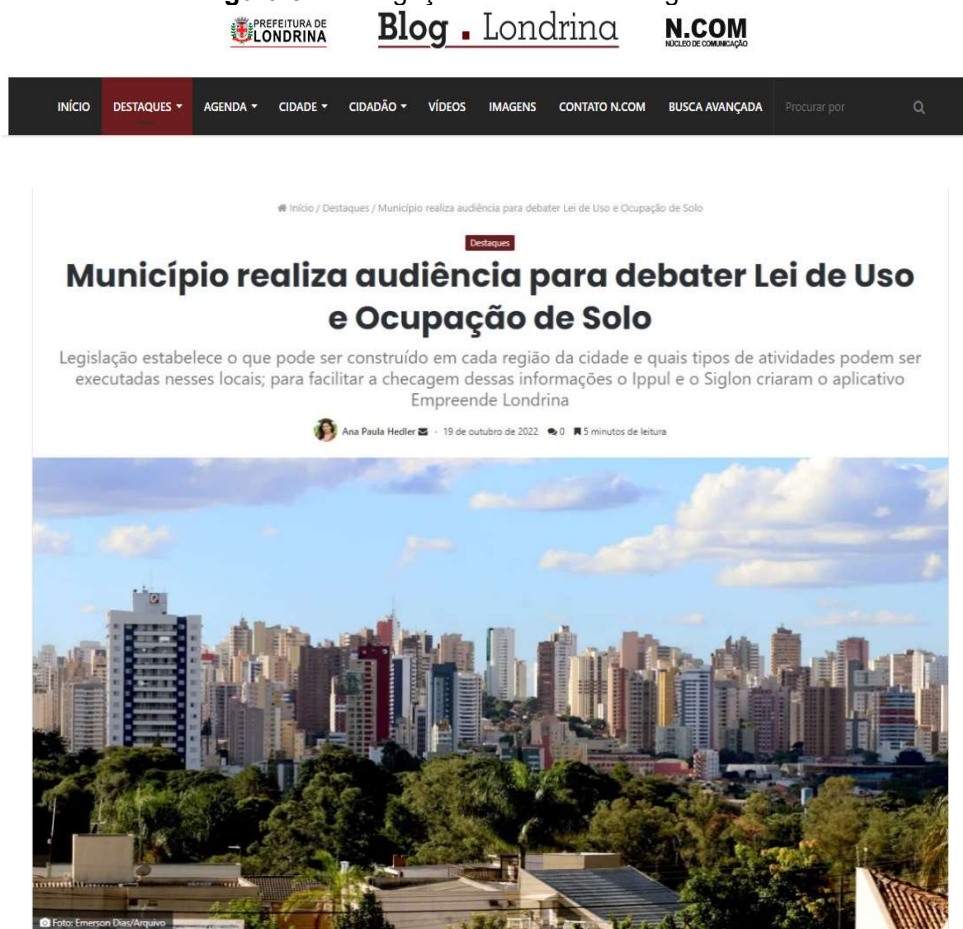 PREFEITURA DE
LONDRINA
Blog . Londrina
N.COM
NÚCLEO DE COMUNICAÇÃO
INÍCIO DESTAQUES AGENDA CIDADE CIDADÃO VÍDEOS IMAGENS CONTATO N.COM BUSCA AVANÇADA Procurar por
Início / Destaques / Município realiza audiência para debater Lei de Uso e Ocupação de Solo
Destaques
Município realiza audiência para debater Lei de Uso
e Ocupação de Solo
Legislação estabelece o que pode ser construído em cada região da cidade e quais tipos de atividades podem ser
executadas nesses locais; para facilitar a checagem dessas informações o Ippul e o Siglon criaram o aplicativo
Empreende Londrina
Ana Paula Hedler - 19 de outubro de 2022 0 5 minutos de leitura
Foto: Emerson Dias/Arquivo